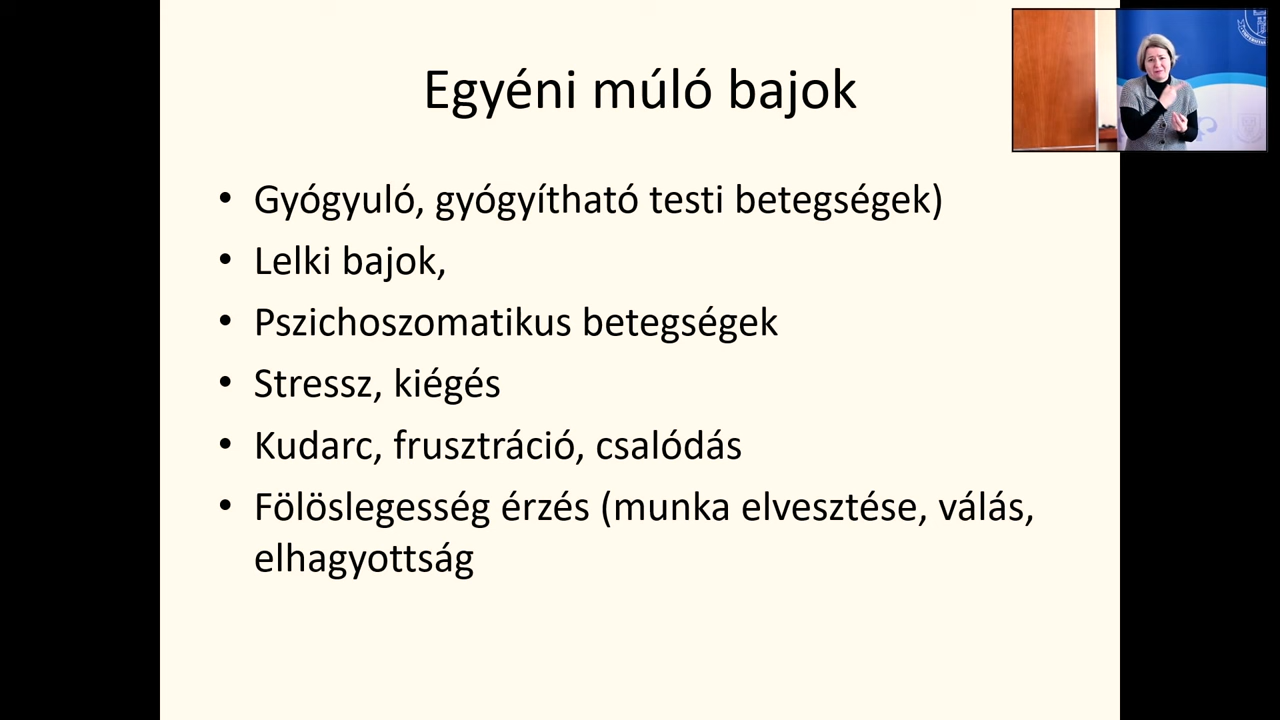 Egyéni múló bajok
• Gyógyuló, gyógyítható testi betegségek)
• Lelki bajok,
• Pszichoszomatikus betegségek
• Stressz, kiégés
• Kudarc, frusztráció, csalódás
• Fölöslegesség érzés (munka elvesztése, válás,
elhagyottság